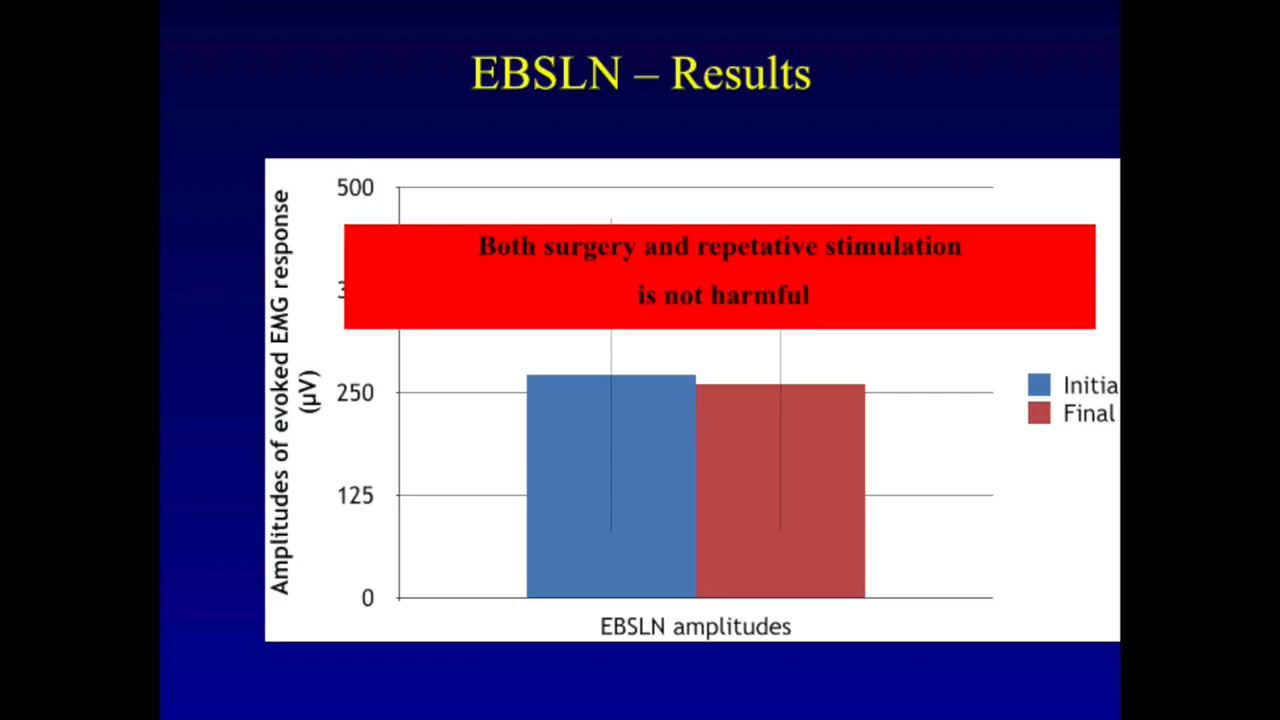 EBSLN – Results
500
Both surgery and repetative stimulation
is not harmful
250
125
0
Amplitudes of evoked EMG response
(µV)
Initia
Final
EBSLN amplitudes